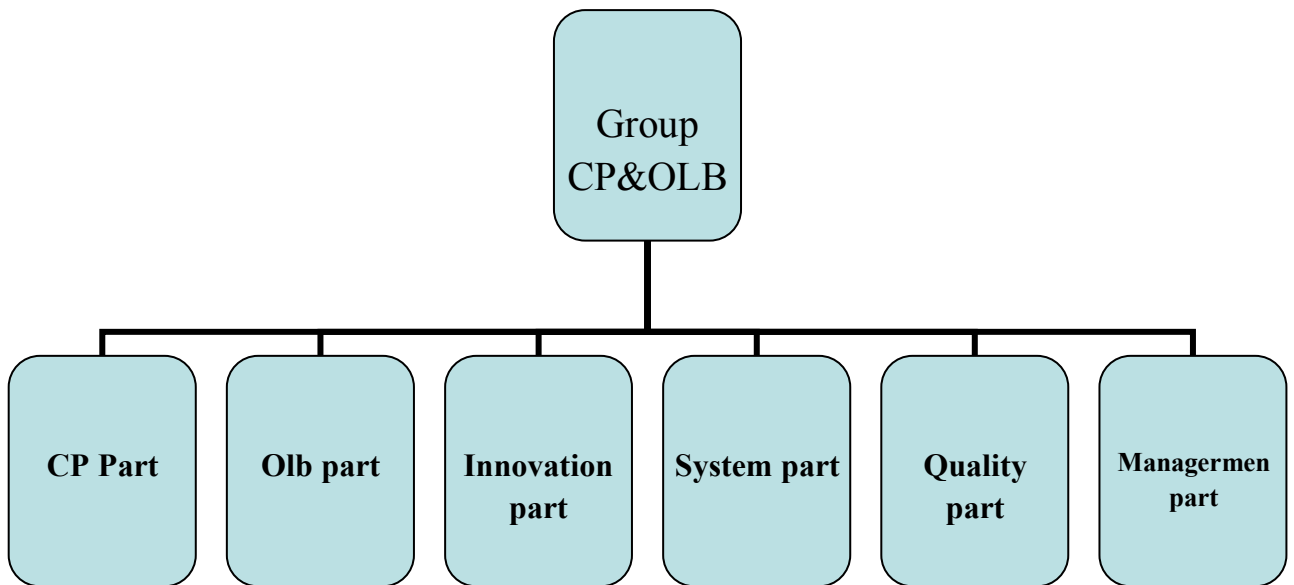 Group
CP&OLB
CP Part
Olb part
Innovation
part
System part
Quality
part
Managermen
part